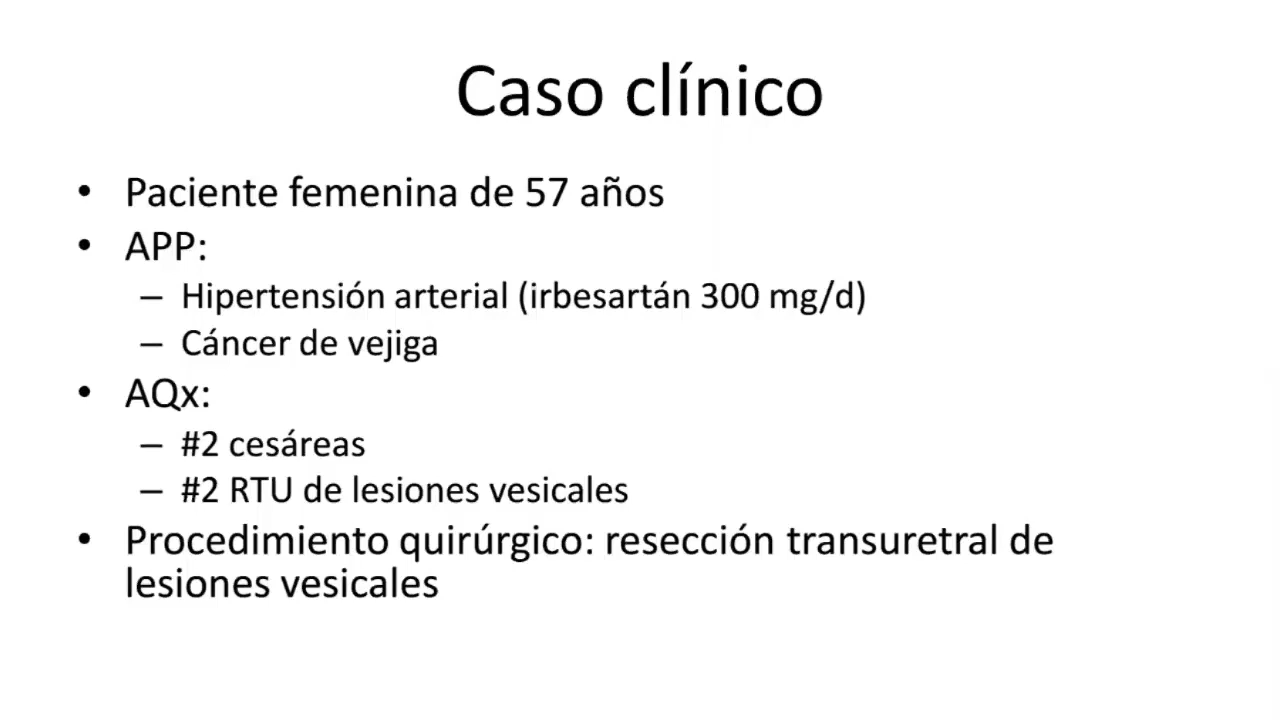 Caso clínico
• Paciente femenina de 57 años
• APP:
– Hipertensión arterial (irbesartán 300 mg/d)
– Cáncer de vejiga
• AQx:
– #2 cesáreas
– #2 RTU de lesiones vesicales
• Procedimiento quirúrgico: resección transuretral de
lesiones vesicales